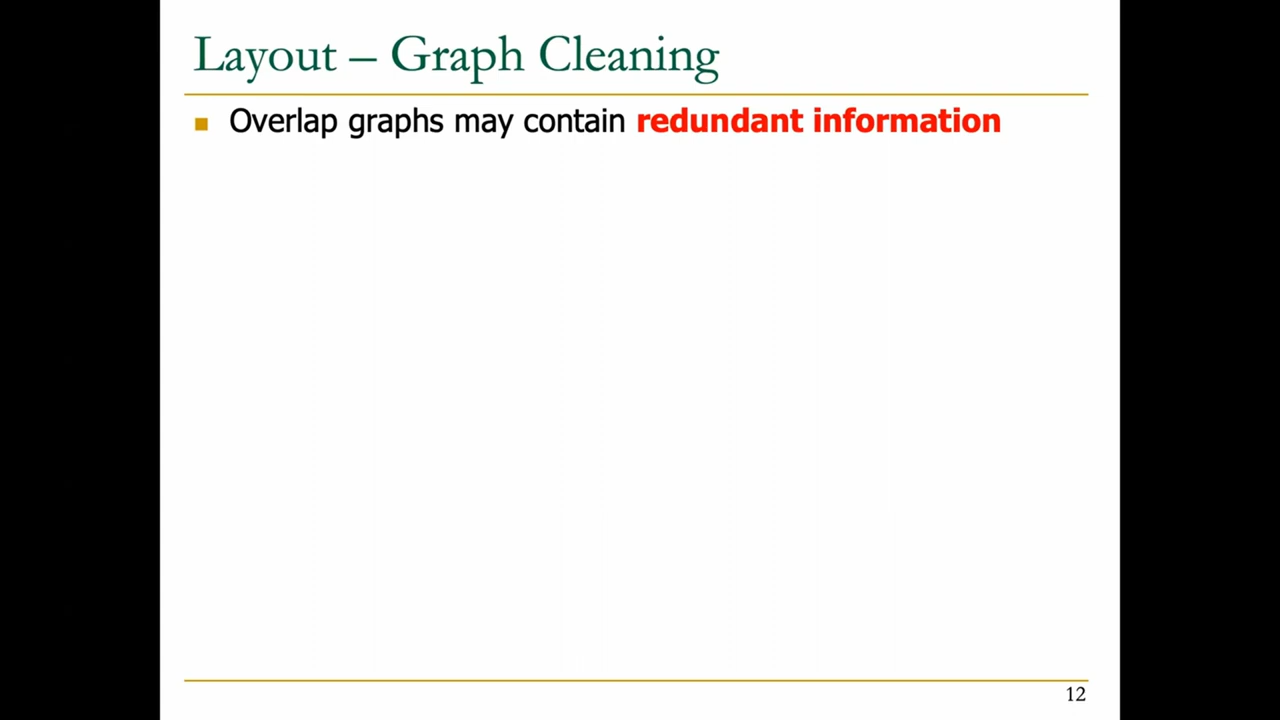 Layout – Graph Cleaning
Overlap graphs may contain redundant information
12